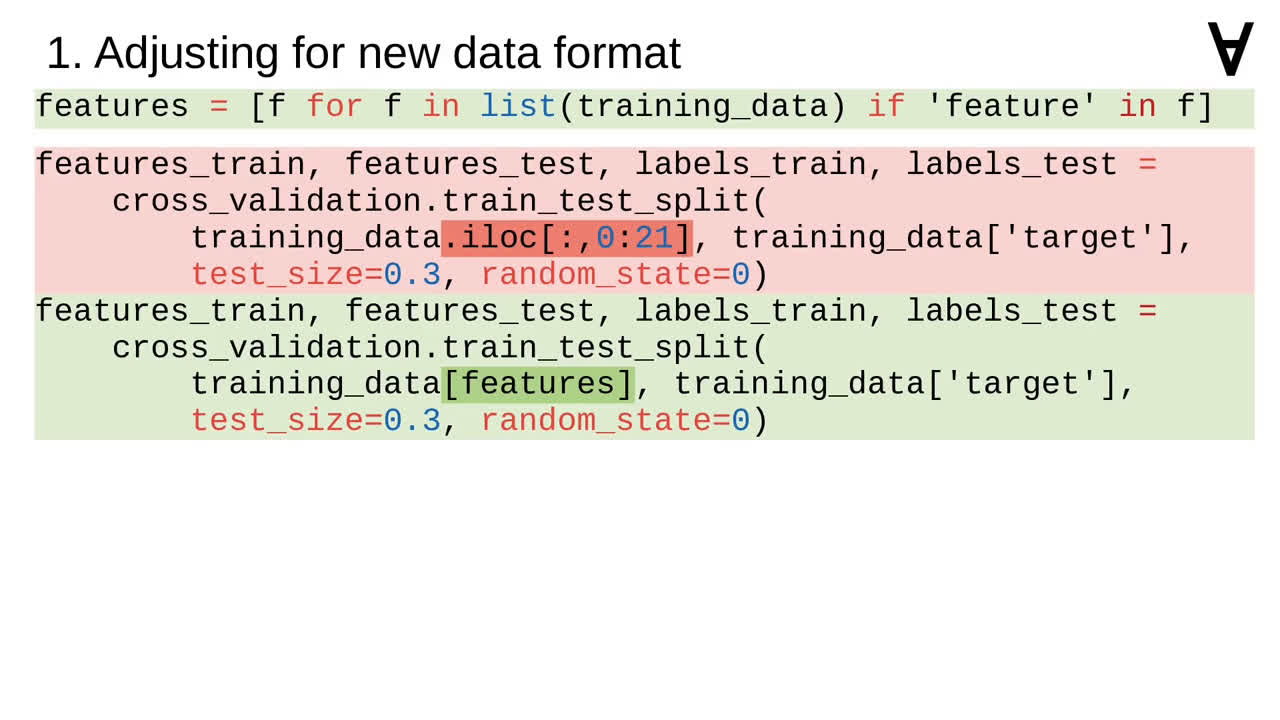 1. Adjusting for new data format
∀
features = [f for f in list(training_data) if 'feature' in f]
features_train, features_test, labels_train, labels_test =
    cross_validation.train_test_split(
        training_data.iloc[:,0:21], training_data['target'],
        test_size=0.3, random_state=0)
features_train, features_test, labels_train, labels_test =
    cross_validation.train_test_split(
        training_data[features], training_data['target'],
        test_size=0.3, random_state=0)